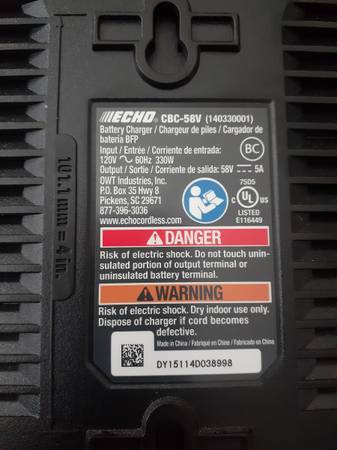 ECHO. CBC-58V (140330001)
Battery Charger / Chargeur de piles / Cargador de
bateria BFP
Input / Entrée / Corriente de entrada:
120V 60Hz 330W
Output / Sortie / Corriente de salida: 58V 5A
OWT Industries, Inc.
P.O. Box 35 Hwy 8
Pickens, SC 29671
877-396-3036
www.echocordless.com
BC
75D5
C UL US
LISTED
E116449
DANGER
Risk of electric shock. Do not touch unin-
sulated portion of output terminal or
uninsulated battery terminal.
WARNING
Risk of electric shock. Dry indoor use only.
Dispose of charger if cord becomes
defective.
Made in China / Fabriqué en Chine / Fabricado en China
DY15114D038998
101.1 mm = 4 in.